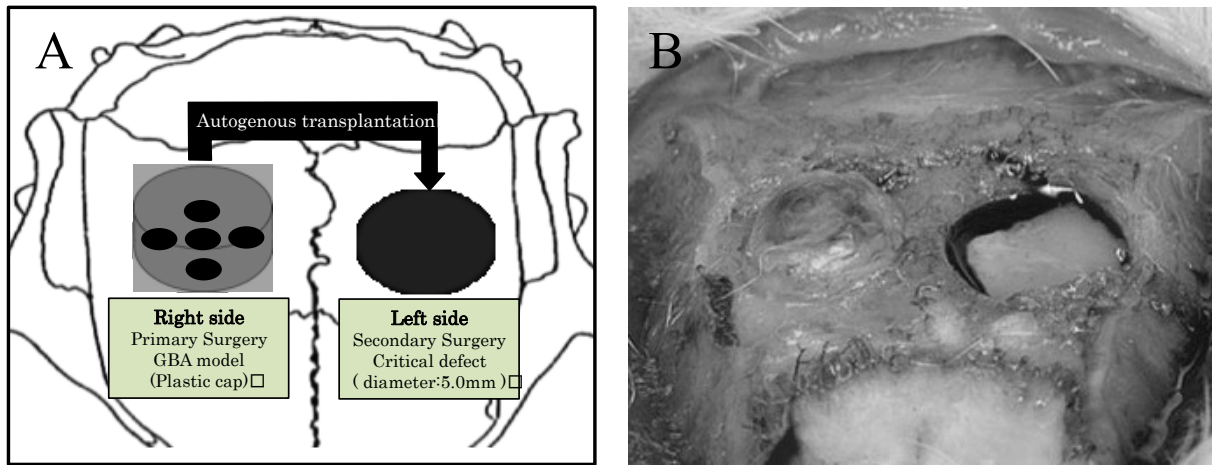 A
Autogenous transplantation
Right side
Primary Surgery
GBA model
(Plastic cap)□
Left side
Secondary Surgery
Critical defect
( diameter:5.0mm )□
B